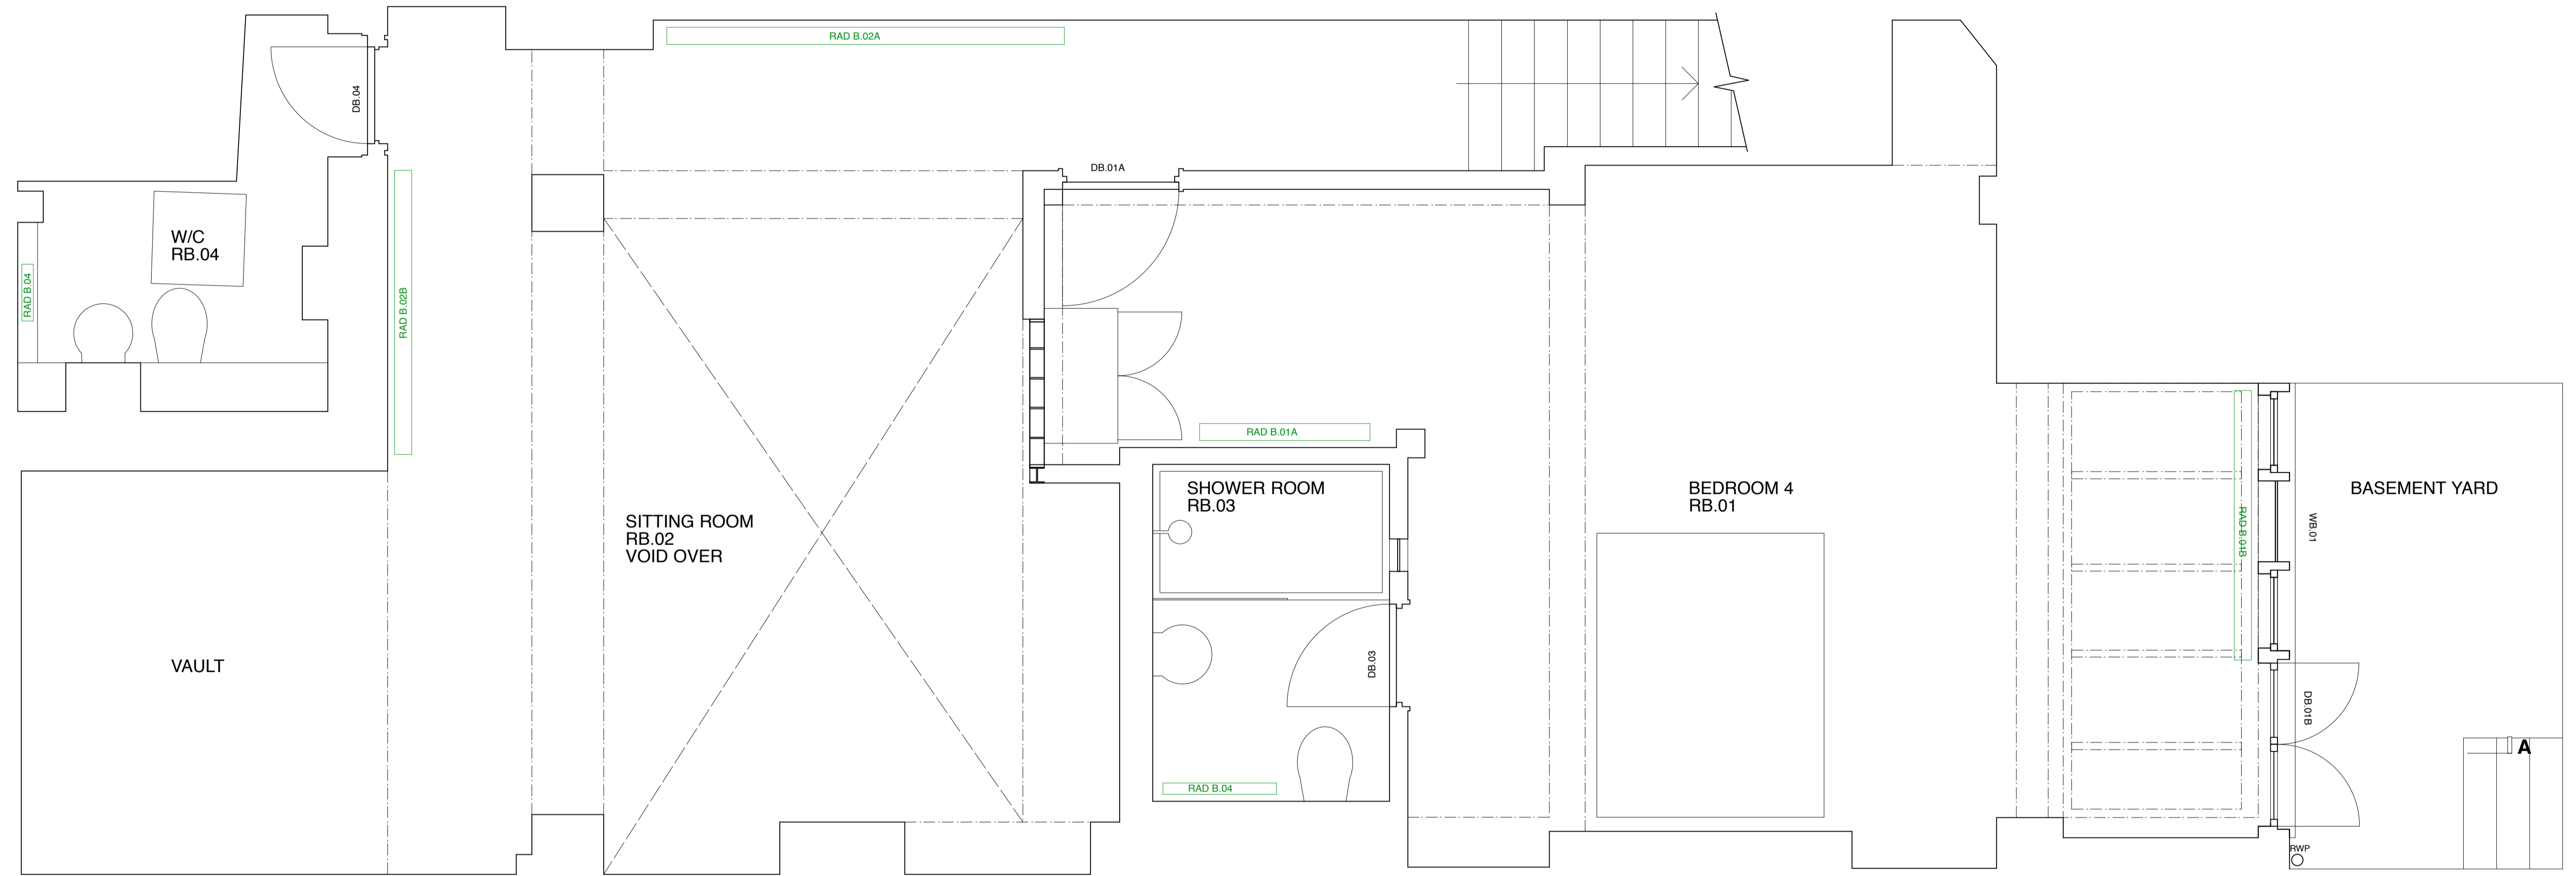 RAD B.02A
DB.04
DB.01A
W/C
RB.04
RAD B.04
RAD B.02B
RAD B.01A
SHOWER ROOM
RB.03
BEDROOM 4
RB.01
BASEMENT YARD
SITTING ROOM
RB.02
VOID OVER
RAD B.01B
WB.01
VAULT
DB.03
DB.01B
A
RAD B.04
RWP